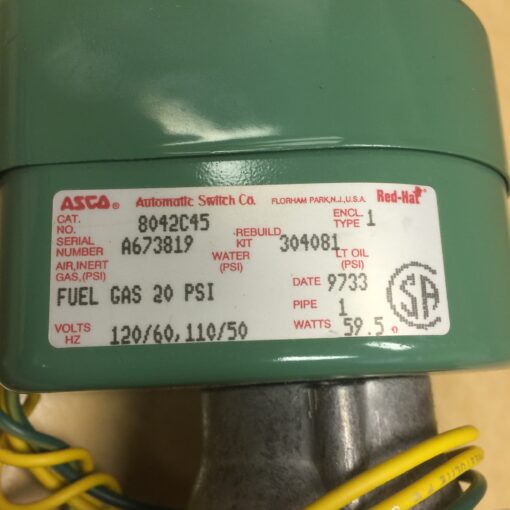 ASCO® Automatic Switch Co. FLORHAM PARK,N.J.,U.S.A. Red-Hat
CAT. NO. 8042C45 ENCL. TYPE 1
SERIAL NUMBER A673819 REBUILD KIT 304081
AIR,INERT GAS,(PSI) WATER (PSI) LT OIL (PSI)
FUEL GAS 20 PSI DATE 9733
PIPE 1
VOLTS HZ 120/60,110/50 WATTS 59.5
SA